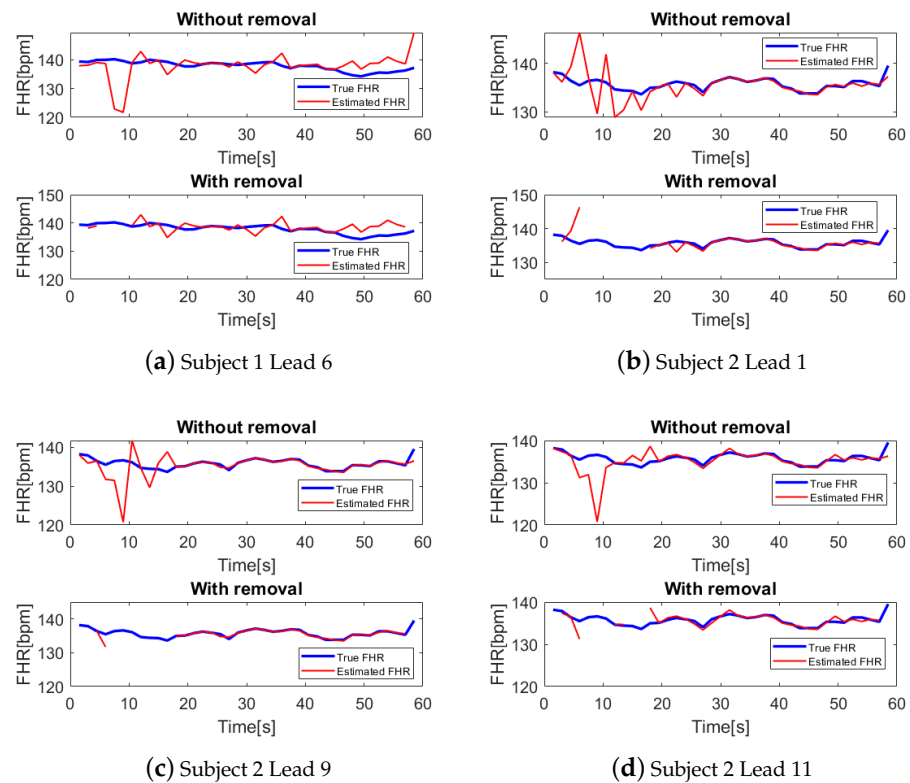 Without removal
FHR[bpm]
140
130
120
True FHR
Estimated FHR
0 10 20 30 40 50 60
Time[s]
With removal
FHR[bpm]
150
140
130
120
True FHR
Estimated FHR
0 10 20 30 40 50 60
Time[s]
(a) Subject 1 Lead 6
Without removal
FHR[bpm]
140
130
True FHR
Estimated FHR
0 10 20 30 40 50 60
Time[s]
With removal
FHR[bpm]
150
140
130
True FHR
Estimated FHR
0 10 20 30 40 50 60
Time[s]
(b) Subject 2 Lead 1
Without removal
FHR[bpm]
140
130
120
True FHR
Estimated FHR
0 10 20 30 40 50 60
Time[s]
With removal
FHR[bpm]
140
130
120
True FHR
Estimated FHR
0 10 20 30 40 50 60
Time[s]
(c) Subject 2 Lead 9
Without removal
FHR[bpm]
140
130
120
True FHR
Estimated FHR
0 10 20 30 40 50 60
Time[s]
With removal
FHR[bpm]
140
130
120
True FHR
Estimated FHR
0 10 20 30 40 50 60
Time[s]
(d) Subject 2 Lead 11